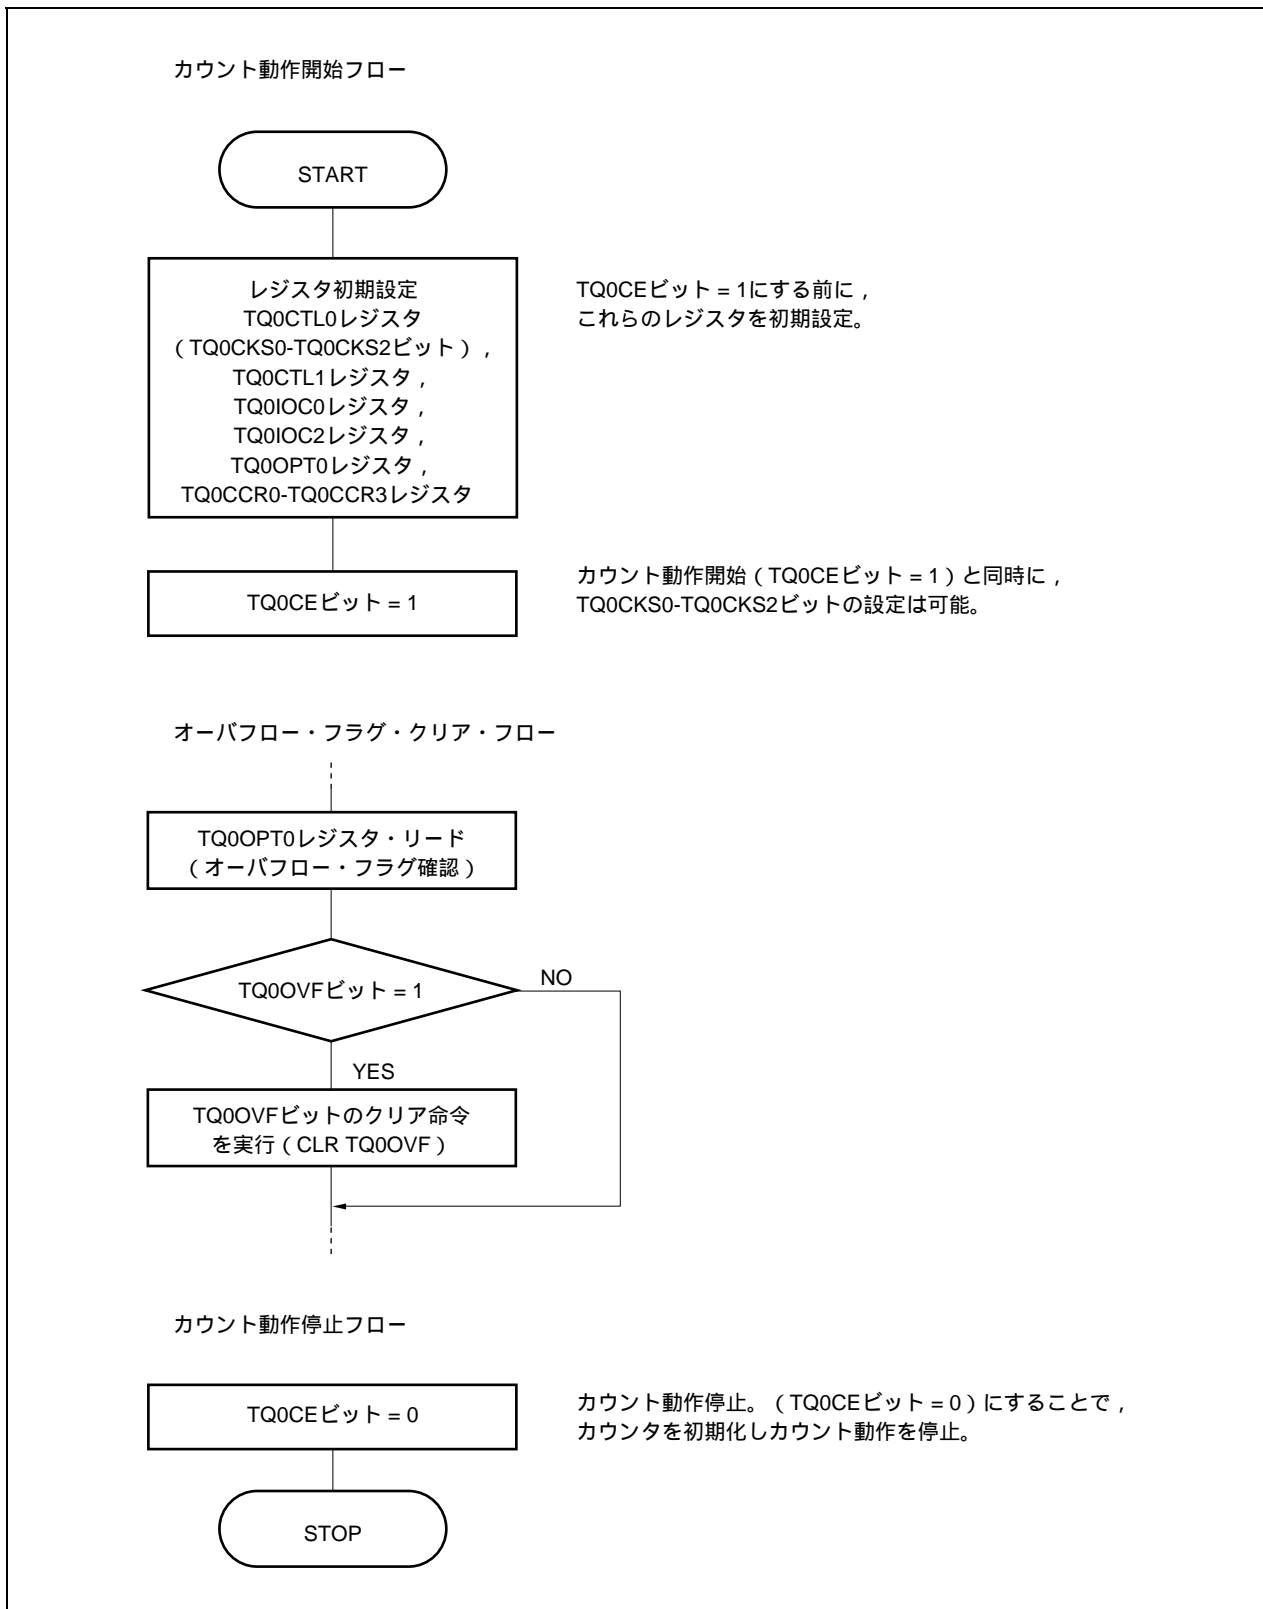 カウント動作開始フロー
START
レジスタ初期設定
TQ0CTL0レジスタ
（TQ0CKS0-TQ0CKS2ビット），
TQ0CTL1レジスタ，
TQ0IOC0レジスタ，
TQ0IOC2レジスタ，
TQ0OPT0レジスタ，
TQ0CCR0-TQ0CCR3レジスタ
TQ0CEビット = 1にする前に，
これらのレジスタを初期設定。
TQ0CEビット = 1
カウント動作開始（TQ0CEビット = 1）と同時に，
TQ0CKS0-TQ0CKS2ビットの設定は可能。
オーバフロー・フラグ・クリア・フロー
TQ0OPT0レジスタ・リード
（オーバフロー・フラグ確認）
TQ0OVFビット = 1
NO
YES
TQ0OVFビットのクリア命令
を実行（CLR TQ0OVF）
カウント動作停止フロー
TQ0CEビット = 0
カウント動作停止。（TQ0CEビット = 0）にすることで，
カウンタを初期化しカウント動作を停止。
STOP